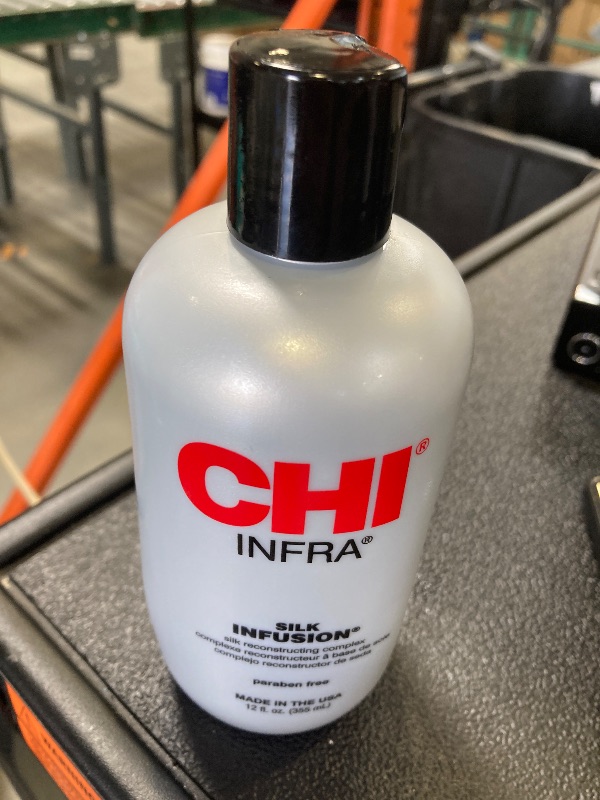 CHI®
INFRA®
SILK
INFUSION®
silk reconstructing complex
complexe reconstructeur à base de soie
complejo reconstructor de seda
paraben free
MADE IN THE USA
12 fl. oz. (355 mL)